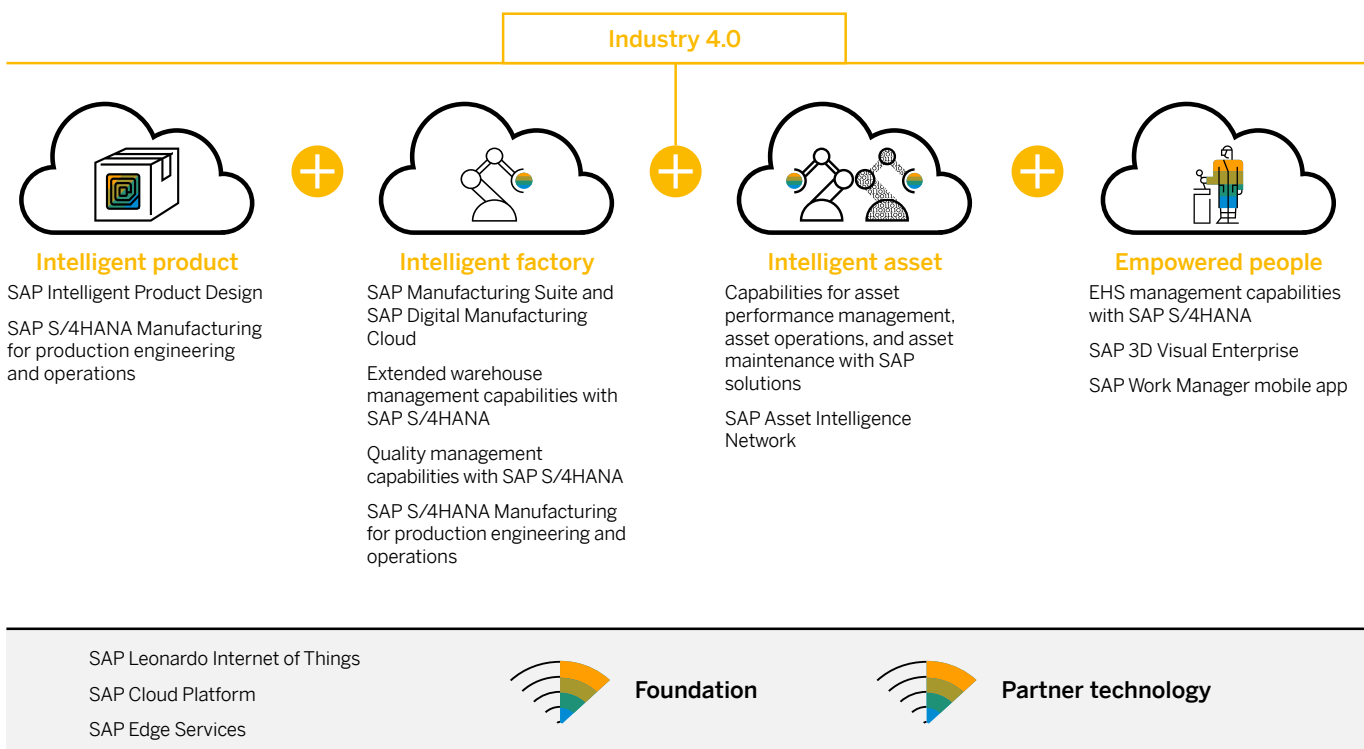 Industry 4.0
Intelligent product
SAP Intelligent Product Design
SAP S/4HANA Manufacturing
for production engineering
and operations
Intelligent factory
SAP Manufacturing Suite and
SAP Digital Manufacturing
Cloud
Extended warehouse
management capabilities with
SAP S/4HANA
Quality management
capabilities with SAP S/4HANA
SAP S/4HANA Manufacturing
for production engineering and
operations
Intelligent asset
Capabilities for asset
performance management,
asset operations, and asset
maintenance with SAP
solutions
SAP Asset Intelligence
Network
Empowered people
EHS management capabilities
with SAP S/4HANA
SAP 3D Visual Enterprise
SAP Work Manager mobile app
SAP Leonardo Internet of Things
SAP Cloud Platform
SAP Edge Services
Foundation
Partner technology